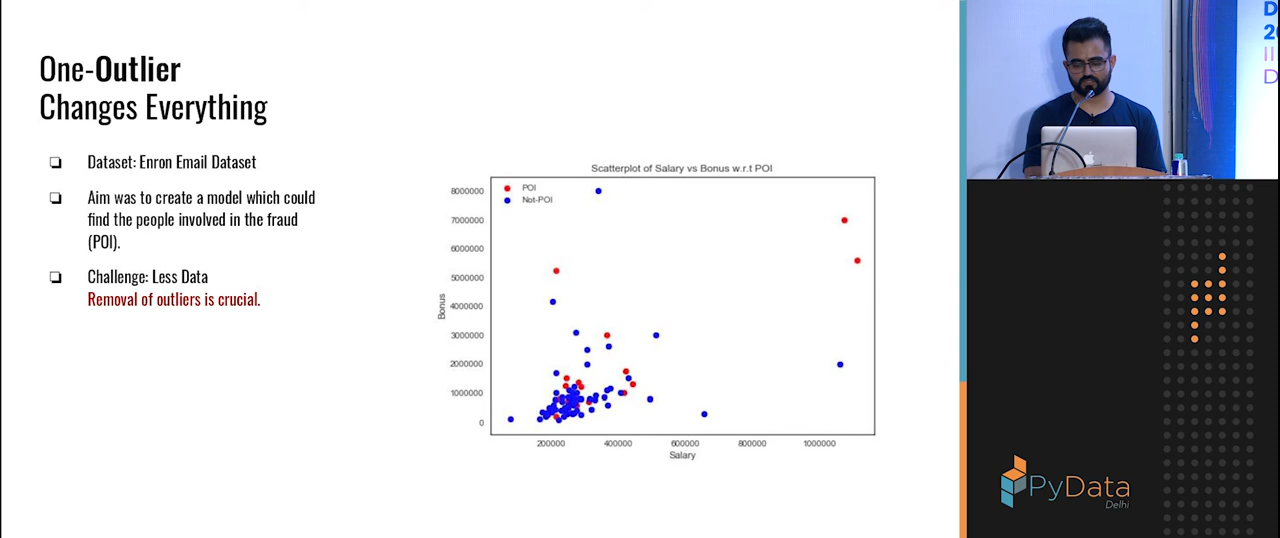 One-Outlier
Changes Everything
❏ Dataset: Enron Email Dataset
❏ Aim was to create a model which could
find the people involved in the fraud
(POI).
❏ Challenge: Less Data
Removal of outliers is crucial.
Scatterplot of Salary vs Bonus w.r.t POI
POI
Not-POI
8000000
7000000
6000000
5000000
4000000
3000000
2000000
1000000
0
Bonus
200000 400000 600000 800000 1000000
Salary
D
2
D
PyData
Delhi